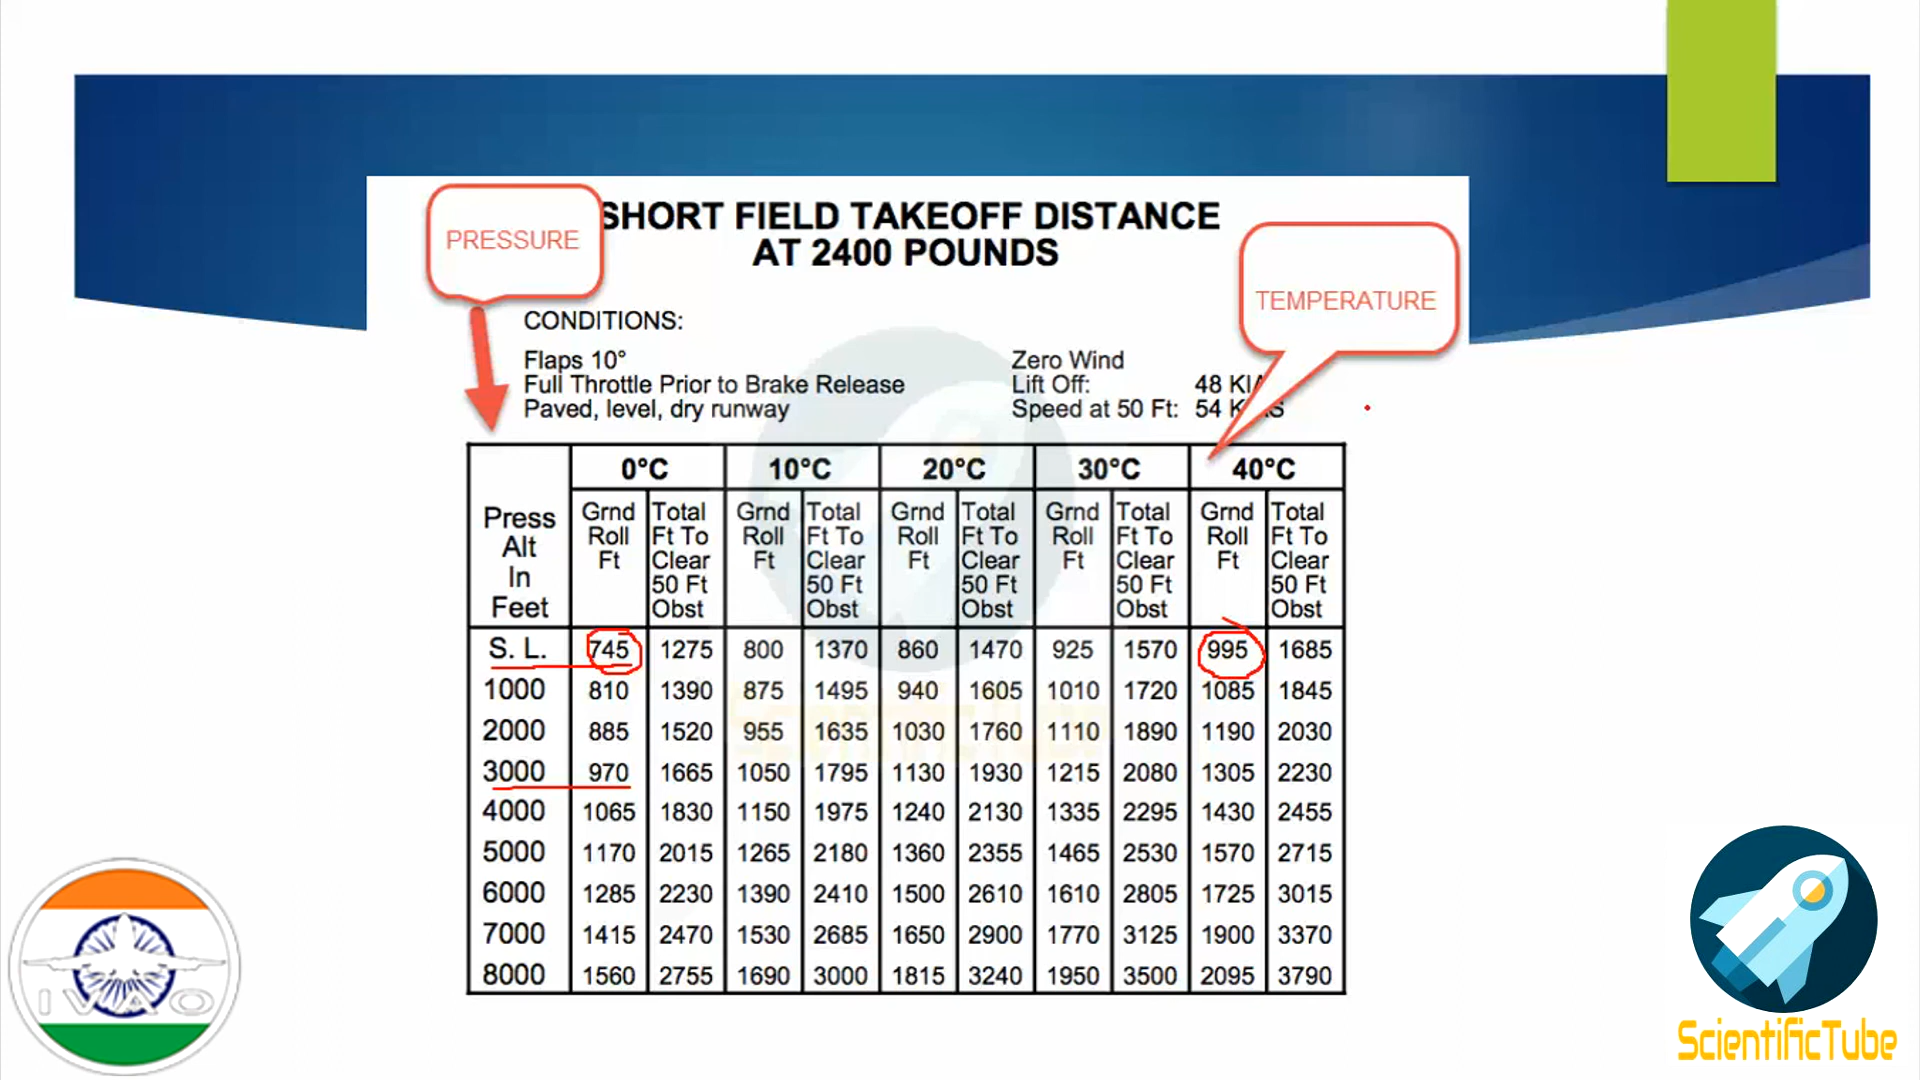 PRESSURE
SHORT FIELD TAKEOFF DISTANCE
AT 2400 POUNDS
TEMPERATURE
CONDITIONS:
Flaps 10° Zero Wind
Full Throttle Prior to Brake Release Lift Off: 48
Paved, level, dry runway Speed at 50 Ft: 54
0°C 10°C 20°C 30°C 40°C
Press Alt In Feet Grnd Roll Ft Total Ft To Clear 50 Ft Obst Grnd Roll Ft Total Ft To Clear 50 Ft Obst Grnd Roll Ft Total Ft To Clear 50 Ft Obst Grnd Roll Ft Total Ft To Clear 50 Ft Obst Grnd Roll Ft Total Ft To Clear 50 Ft Obst
S. L. 745 1275 800 1370 860 1470 925 1570 995 1685
1000 810 1390 875 1495 940 1605 1010 1720 1085 1845
2000 885 1520 955 1635 1030 1760 1110 1890 1190 2030
3000 970 1665 1050 1795 1130 1930 1215 2080 1305 2230
4000 1065 1830 1150 1975 1240 2130 1335 2295 1430 2455
5000 1170 2015 1265 2180 1360 2355 1465 2530 1570 2715
6000 1285 2230 1390 2410 1500 2610 1610 2805 1725 3015
7000 1415 2470 1530 2685 1650 2900 1770 3125 1900 3370
8000 1560 2755 1690 3000 1815 3240 1950 3500 2095 3790
ScientificTube
IVAO
ScientificTube